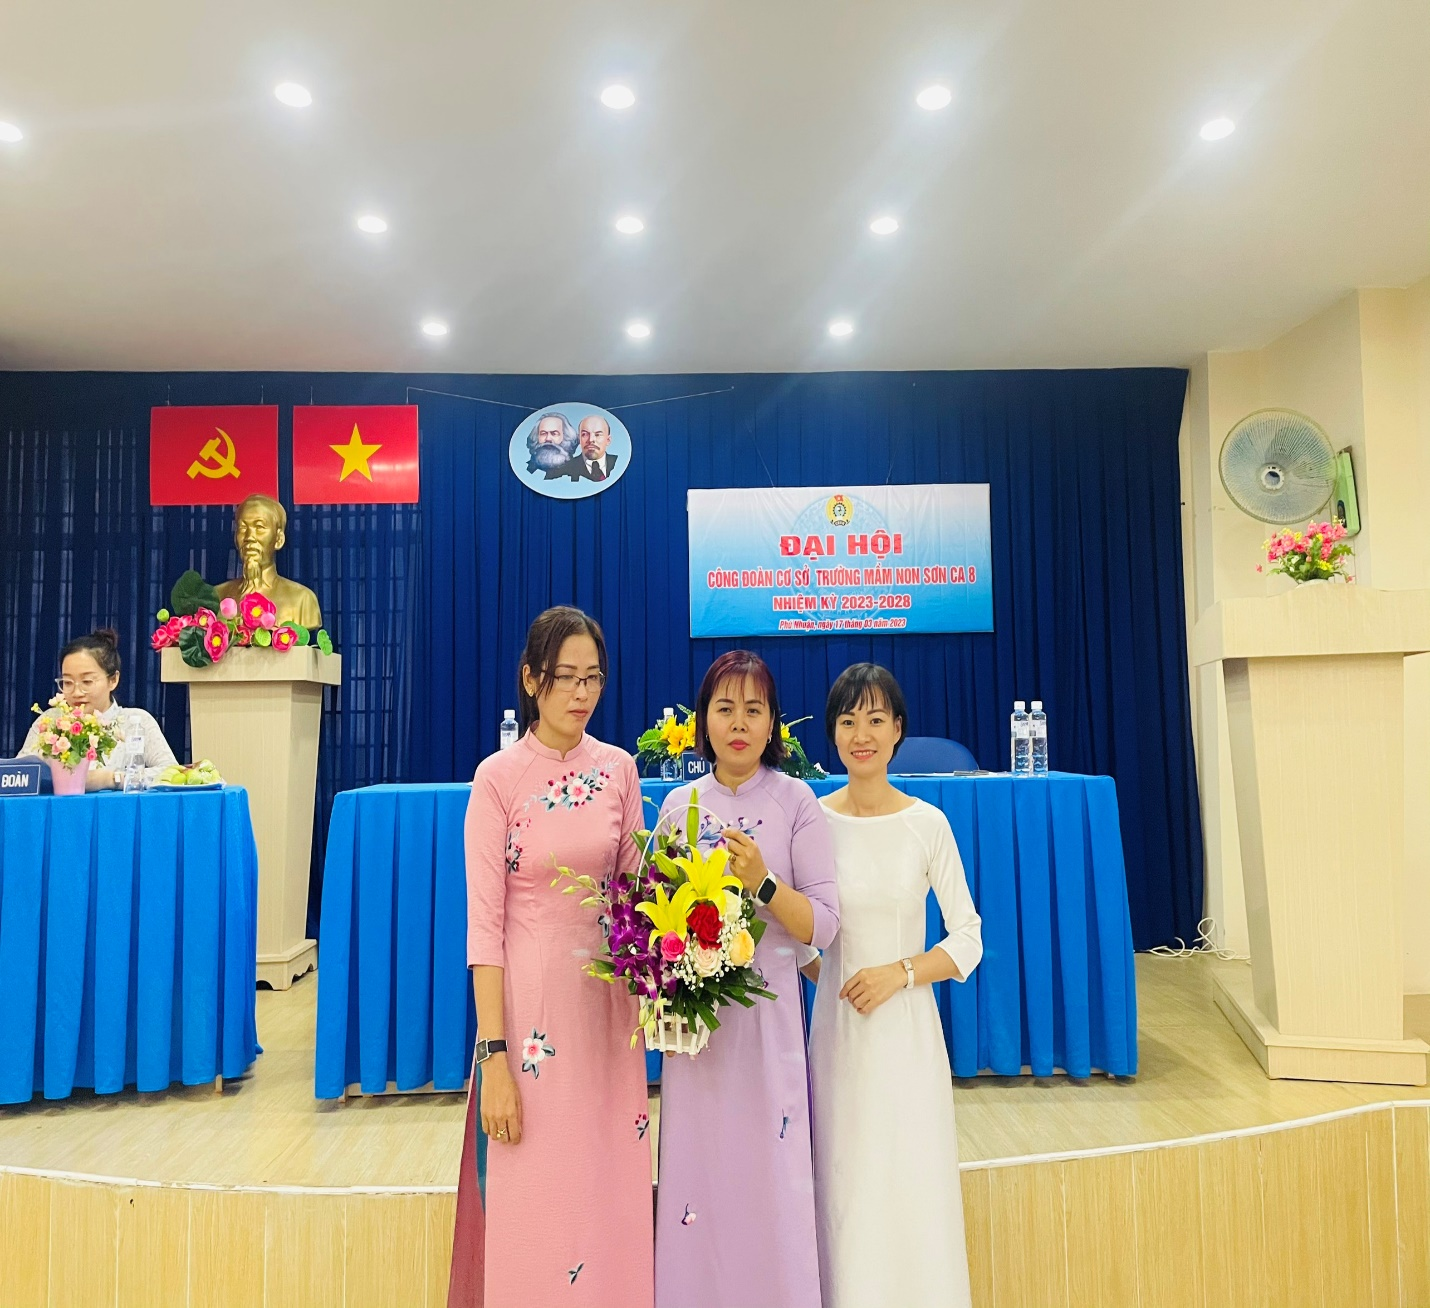 ĐẠI HỘI
CÔNG ĐOÀN CƠ SỞ TRƯỜNG MẦM NON SƠN CA 8
NHIỆM KỲ 2023-2028
Phú Nhuận, ngày 17 tháng 03 năm 2023
ĐOÀN
CHỦ